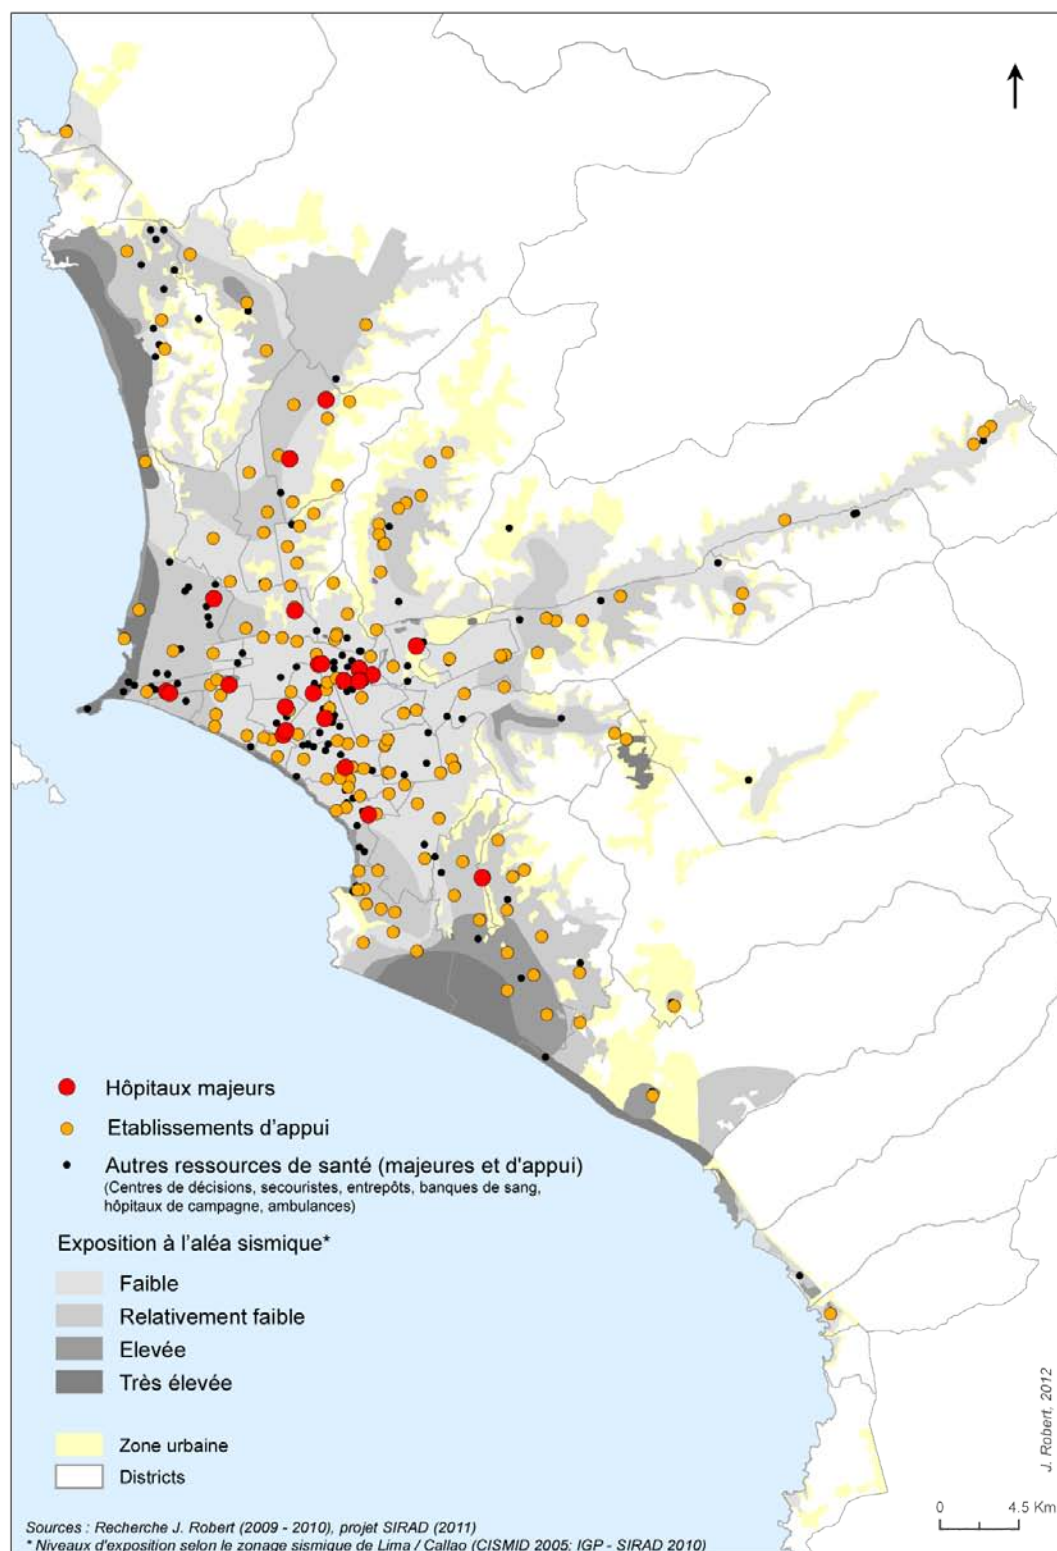 Hôpitaux majeurs
Etablissements d'appui
Autres ressources de santé (majeures et d'appui)
(Centres de décisions, secouristes, entrepôts, banques de sang,
hôpitaux de campagne, ambulances)
Exposition à l'aléa sismique*
Faible
Relativement faible
Elevée
Très élevée
Zone urbaine
Districts
J. Robert, 2012
0 4.5 Km
Sources : Recherche J. Robert (2009 - 2010), projet SIRAD (2011)
* Niveaux d'exposition selon le zonage sismique de Lima / Callao (CISMID 2005; IGP - SIRAD 2010)